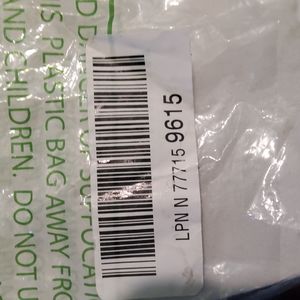 IS PLASTIC BAG AWAY FRO
AND CHILDREN. DO NOT U
LPN N 77715 9615